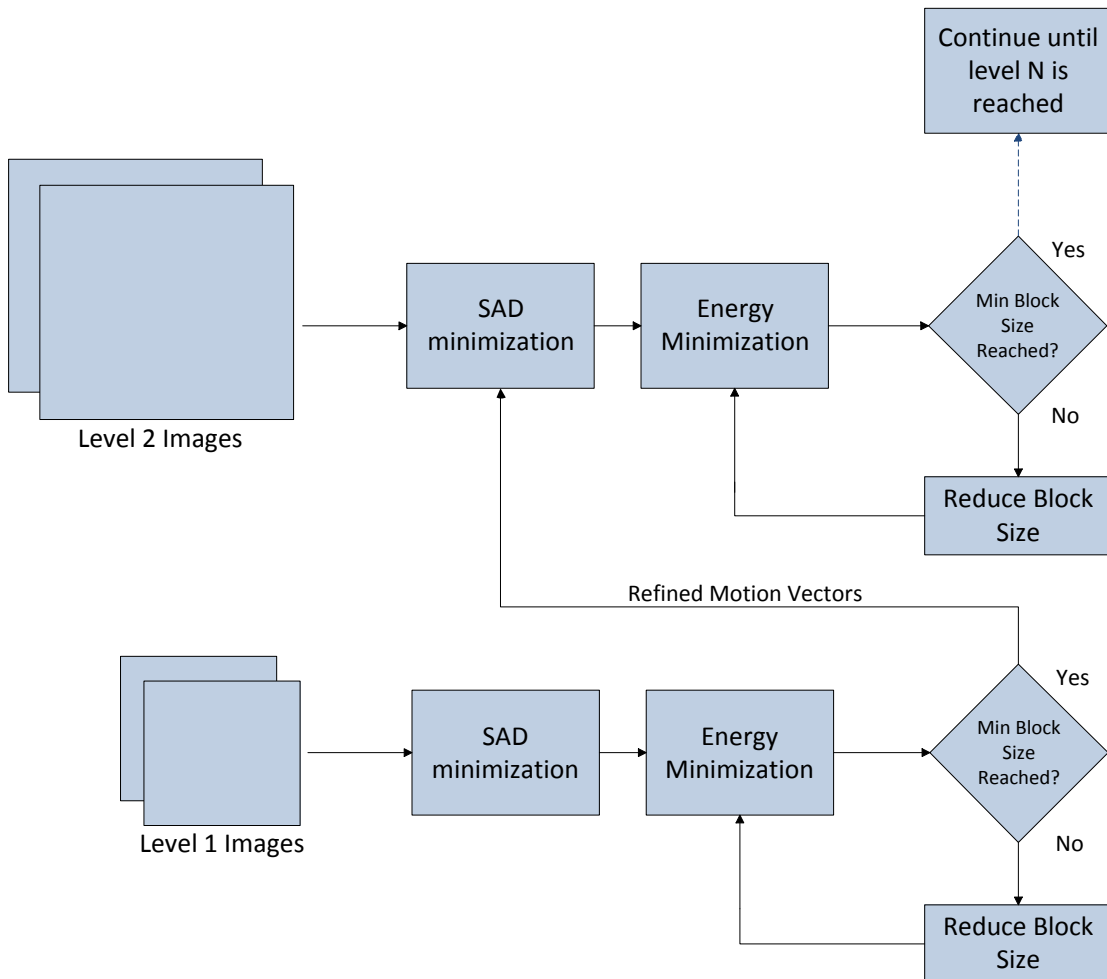 Continue until
level N is
reached
Yes
SAD
minimization
Energy
Minimization
Min Block
Size
Reached?
Level 2 Images
No
Reduce Block
Size
Refined Motion Vectors
Yes
SAD
minimization
Energy
Minimization
Min Block
Size
Reached?
Level 1 Images
No
Reduce Block
Size